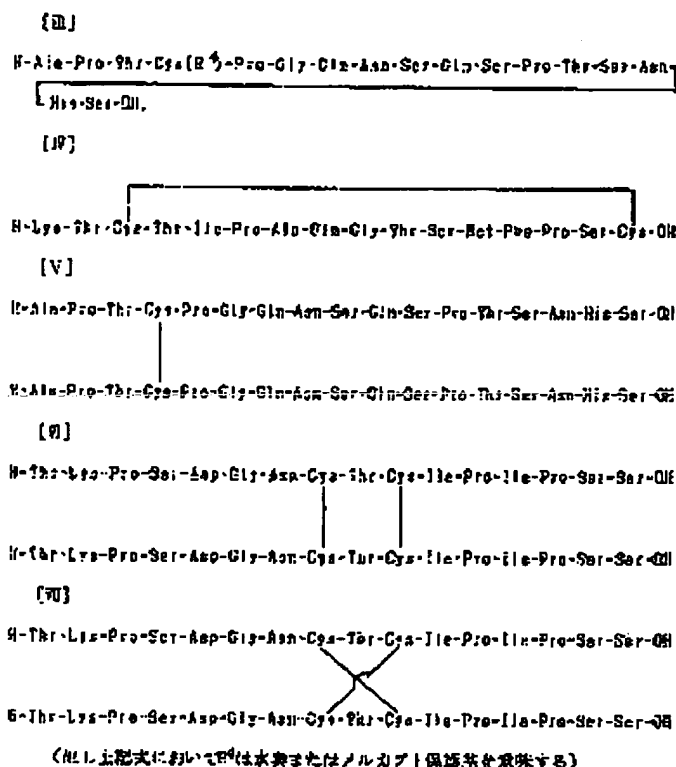 [Ⅲ]
H-Ala-Pro-Thr-Cys(R4)-Pro-Gly-Gln-Asn-Ser-Gln-Ser-Pro-Thr-Ser-Asn-
His-Ser-OH,
[Ⅳ]
H-Lys-Thr-Cys-Thr-Ile-Pro-Ala-Gln-Gly-Thr-Ser-Met-Phe-Pro-Ser-Cys-OH
[Ⅴ]
H-Ala-Pro-Thr-Cys-Pro-Gly-Gln-Asn-Ser-Gln-Ser-Pro-Thr-Ser-Asn-His-Ser-OH
H-Ala-Pro-Thr-Cys-Pro-Gly-Gln-Asn-Ser-Gln-Ser-Pro-Thr-Ser-Asn-His-Ser-OH
[Ⅵ]
H-Thr-Lys-Pro-Ser-Asp-Gly-Asn-Cys-Thr-Cys-Ile-Pro-Ile-Pro-Ser-Ser-OH
H-Thr-Lys-Pro-Ser-Asp-Gly-Asn-Cys-Thr-Cys-Ile-Pro-Ile-Pro-Ser-Ser-OH
[Ⅶ]
H-Thr-Lys-Pro-Ser-Asp-Gly-Asn-Cys-Thr-Cys-Ile-Pro-Ile-Pro-Ser-Ser-OH
H-Thr-Lys-Pro-Ser-Asp-Gly-Asn-Cys-Thr-Cys-Ile-Pro-Ile-Pro-Ser-Ser-OH
(但し上記式においてR4は水素またはメルカプト保護基を意味する)